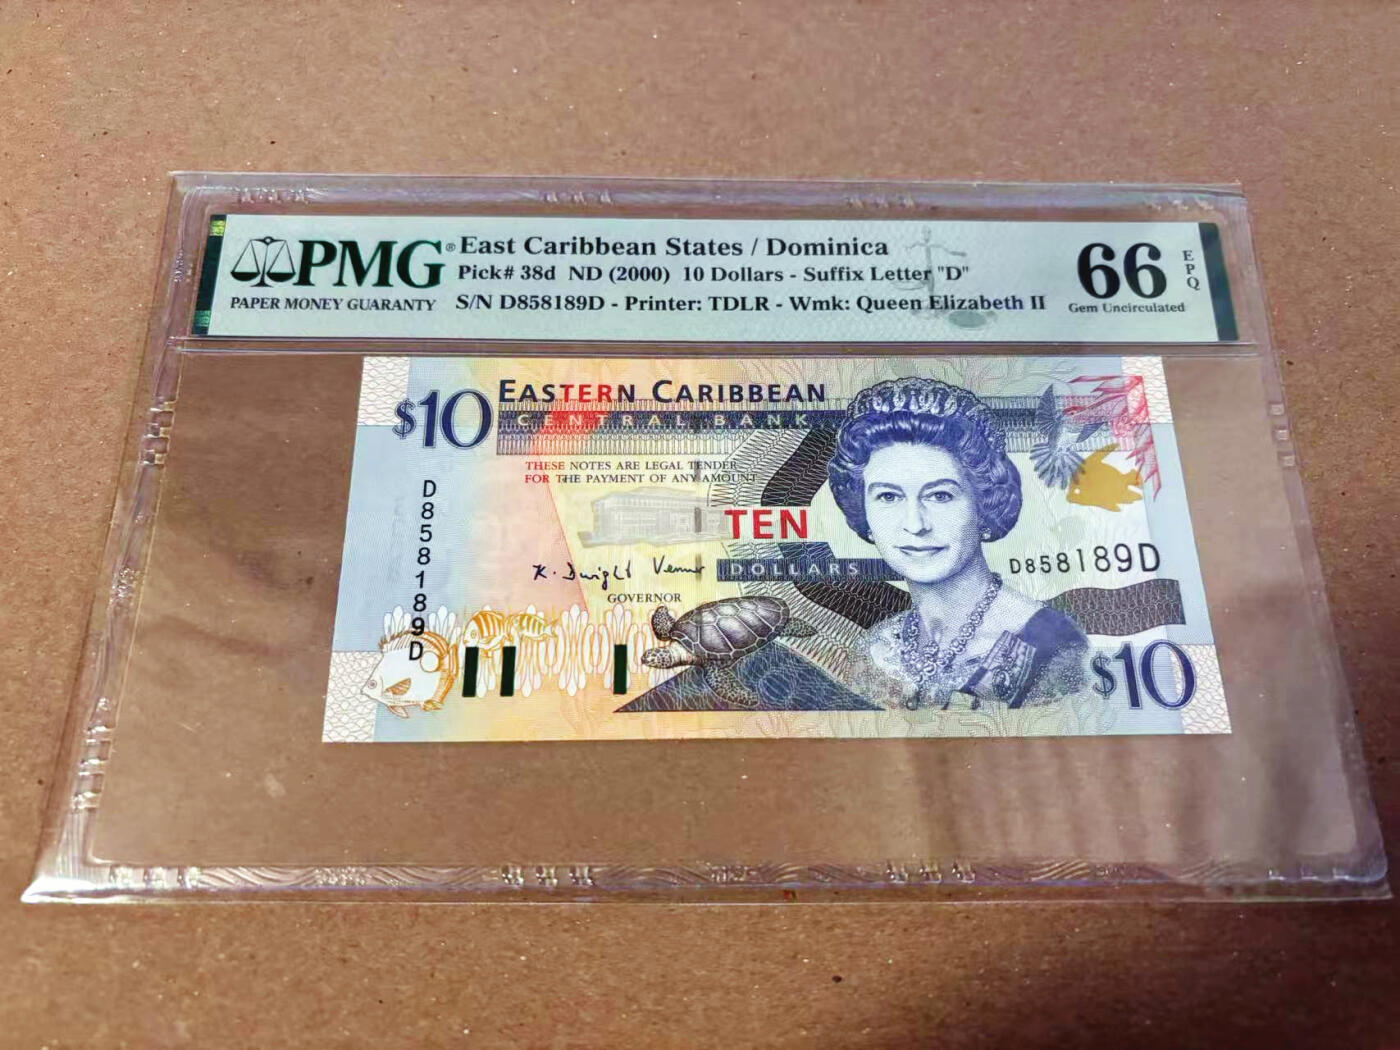 PMG®
PAPER MONEY GUARANTY
East Caribbean States / Dominica
Pick# 38d ND (2000) 10 Dollars - Suffix Letter "D"
S/N D858189D - Printer: TDLR - Wmk: Queen Elizabeth II
66
EPQ
Gem Uncirculated
$10
EASTERN CARIBBEAN
CENTRAL BANK
THESE NOTES ARE LEGAL TENDER
FOR THE PAYMENT OF ANY AMOUNT
D858189D
TEN
DOLLARS
K. Dwight Venner
GOVERNOR
D858189D
$10